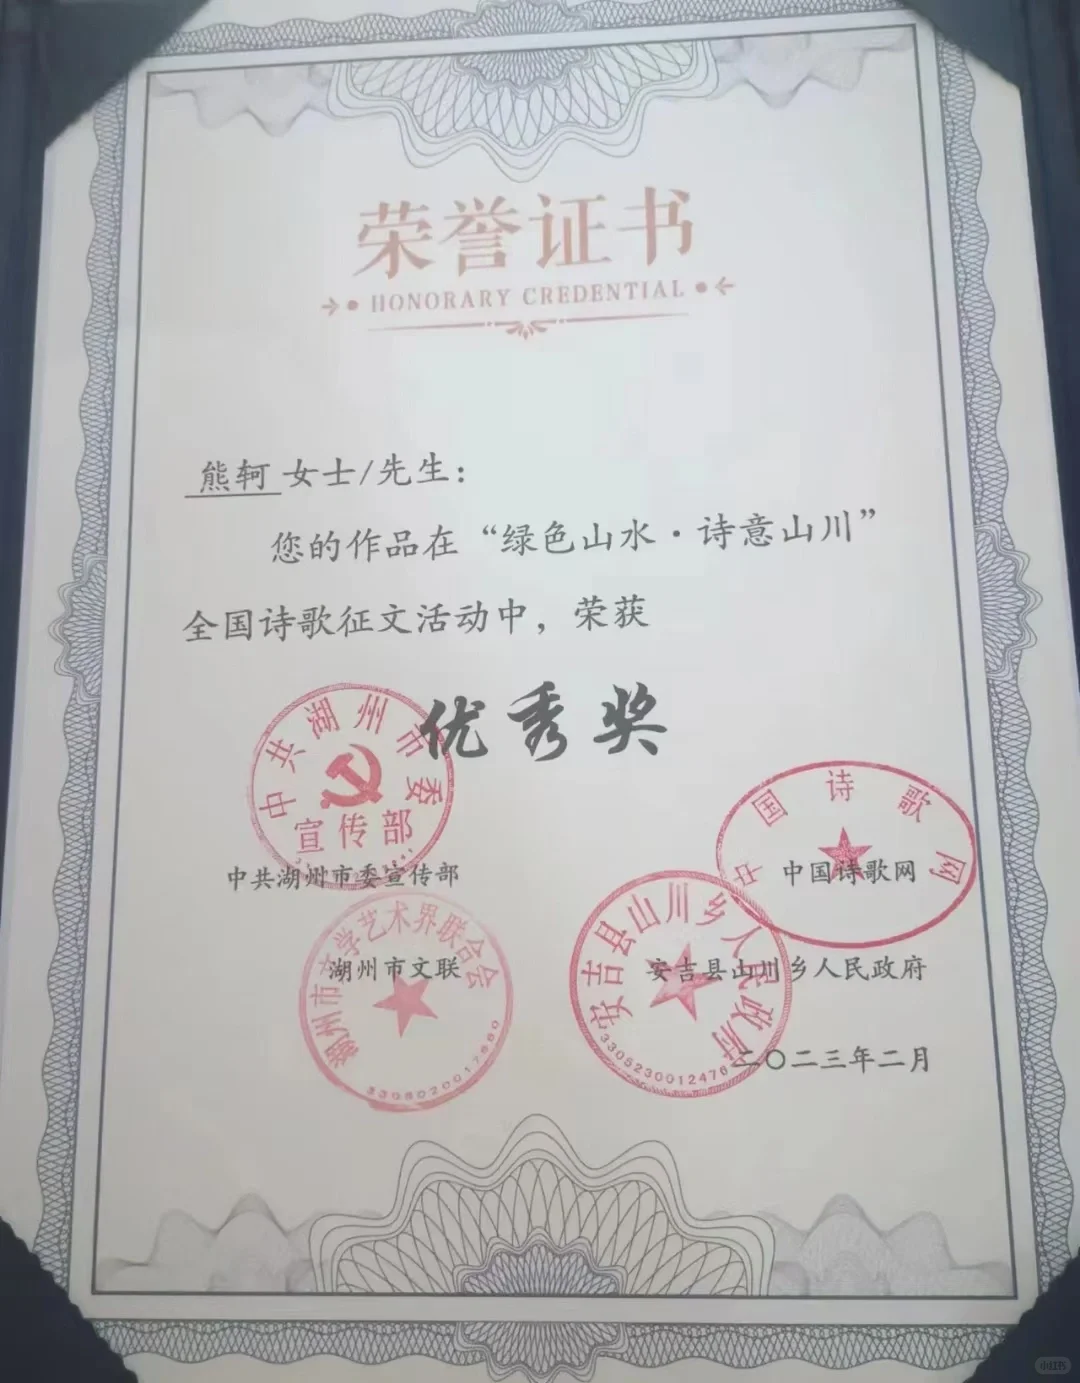 荣誉证书
HONORARY CREDENTIAL
熊轲 女士/先生：
您的作品在“绿色山水·诗意山川”
全国诗歌征文活动中，荣获
优秀奖
中共湖州市委
宣传部
中共湖州市委宣传部
中国诗歌网
中国诗歌网
湖州市文学艺术界联合会
湖州市文联
安吉县山川乡人民政府
安吉县山川乡人民政府
3305230012476
二〇二三年二月
小红书